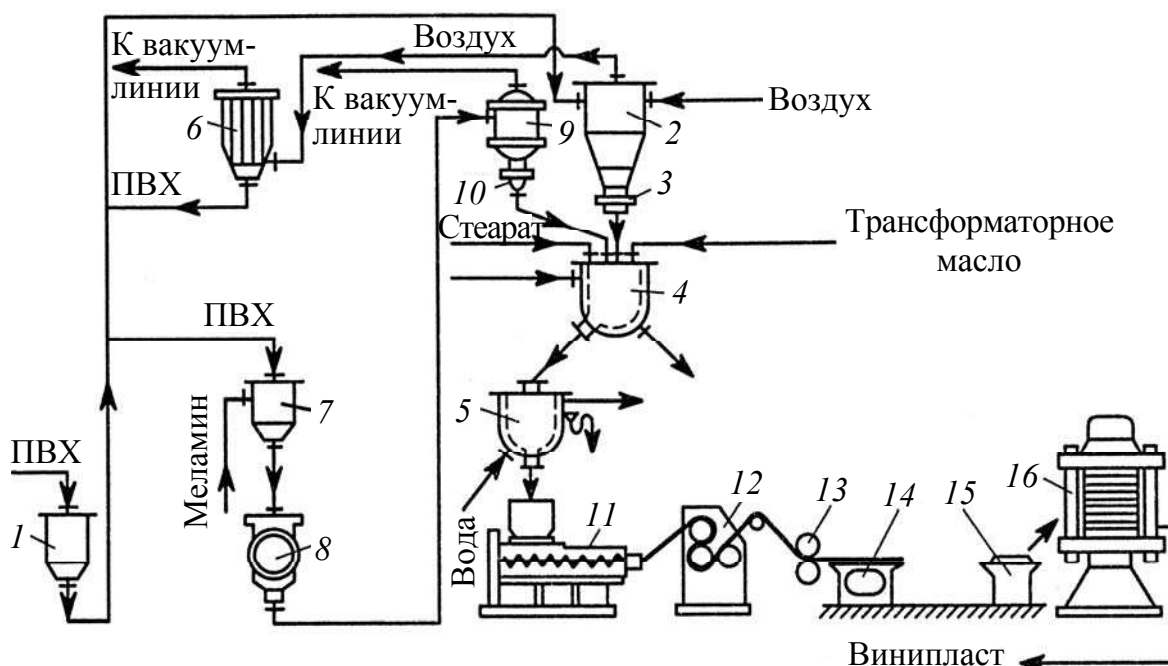 К вакуум-
линии
Воздух
К вакуум-
линии
Воздух
6
9
2
ПВХ
10
3
Стеарат
Трансформаторное
масло
4
ПВХ
7
5
Меламин
ПВХ
1
8
Вода
11
12
13
14
15
16
Винипласт